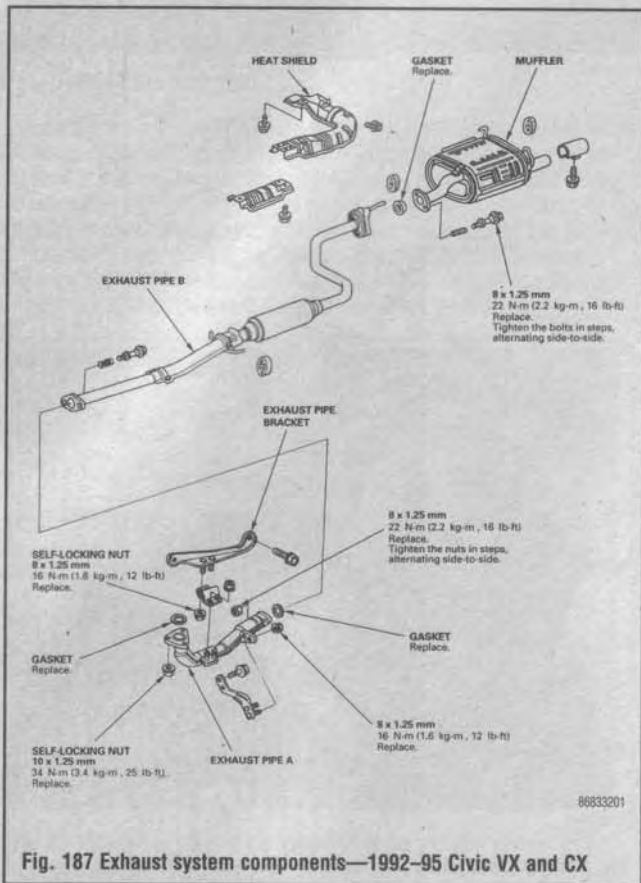 HEAT SHIELD
GASKET
Replace.
MUFFLER
8 x 1.25 mm
22 N-m (2.2 kg-m, 16 lb-ft)
Replace.
Tighten the bolts in steps,
alternating side-to-side.
EXHAUST PIPE B
EXHAUST PIPE
BRACKET
8 x 1.25 mm
22 N-m (2.2 kg-m, 16 lb-ft)
Replace.
Tighten the nuts in steps,
alternating side-to-side.
SELF-LOCKING NUT
8 x 1.25 mm
16 N-m (1.6 kg-m, 12 lb-ft)
Replace.
GASKET
Replace.
GASKET
Replace.
8 x 1.25 mm
16 N-m (1.6 kg-m, 12 lb-ft)
Replace.
SELF-LOCKING NUT
10 x 1.25 mm
34 N-m (3.4 kg-m, 25 lb-ft)
Replace.
EXHAUST PIPE A
86833201
Fig. 187 Exhaust system components—1992–95 Civic VX and CX